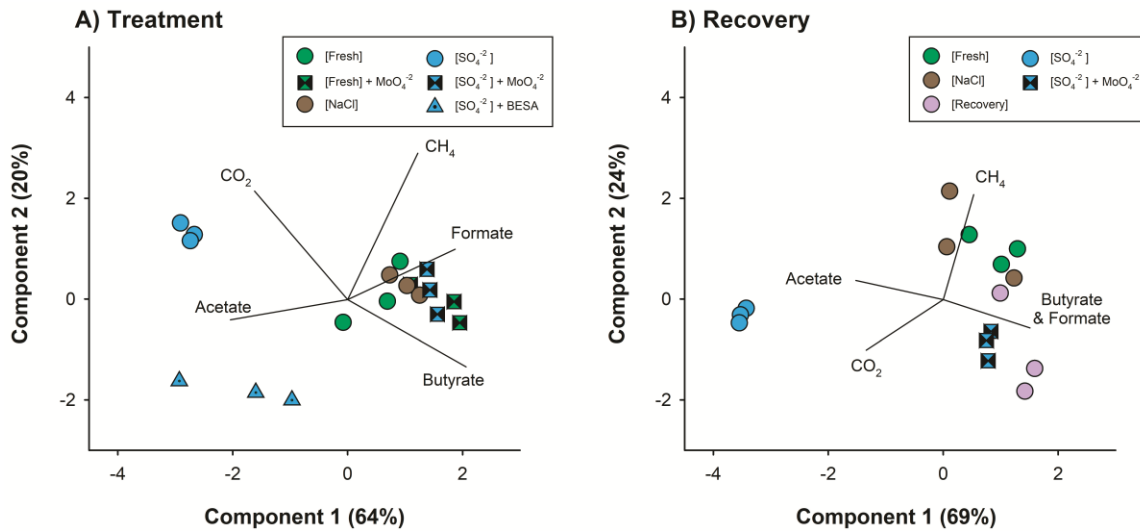 A) Treatment
[Fresh]
[SO₄⁻²]
[Fresh] + MoO₄⁻²
[SO₄⁻²] + MoO₄⁻²
[NaCl]
[SO₄⁻²] + BESA
4
2
0
-2
Component 2 (20%)
CH₄
CO₂
Formate
Acetate
Butyrate
-4
-2
0
2
Component 1 (64%)
B) Recovery
[Fresh]
[SO₄⁻²]
[NaCl]
[SO₄⁻²] + MoO₄⁻²
[Recovery]
4
2
0
-2
Component 2 (24%)
CH₄
Acetate
Butyrate
& Formate
CO₂
-4
-2
0
2
Component 1 (69%)